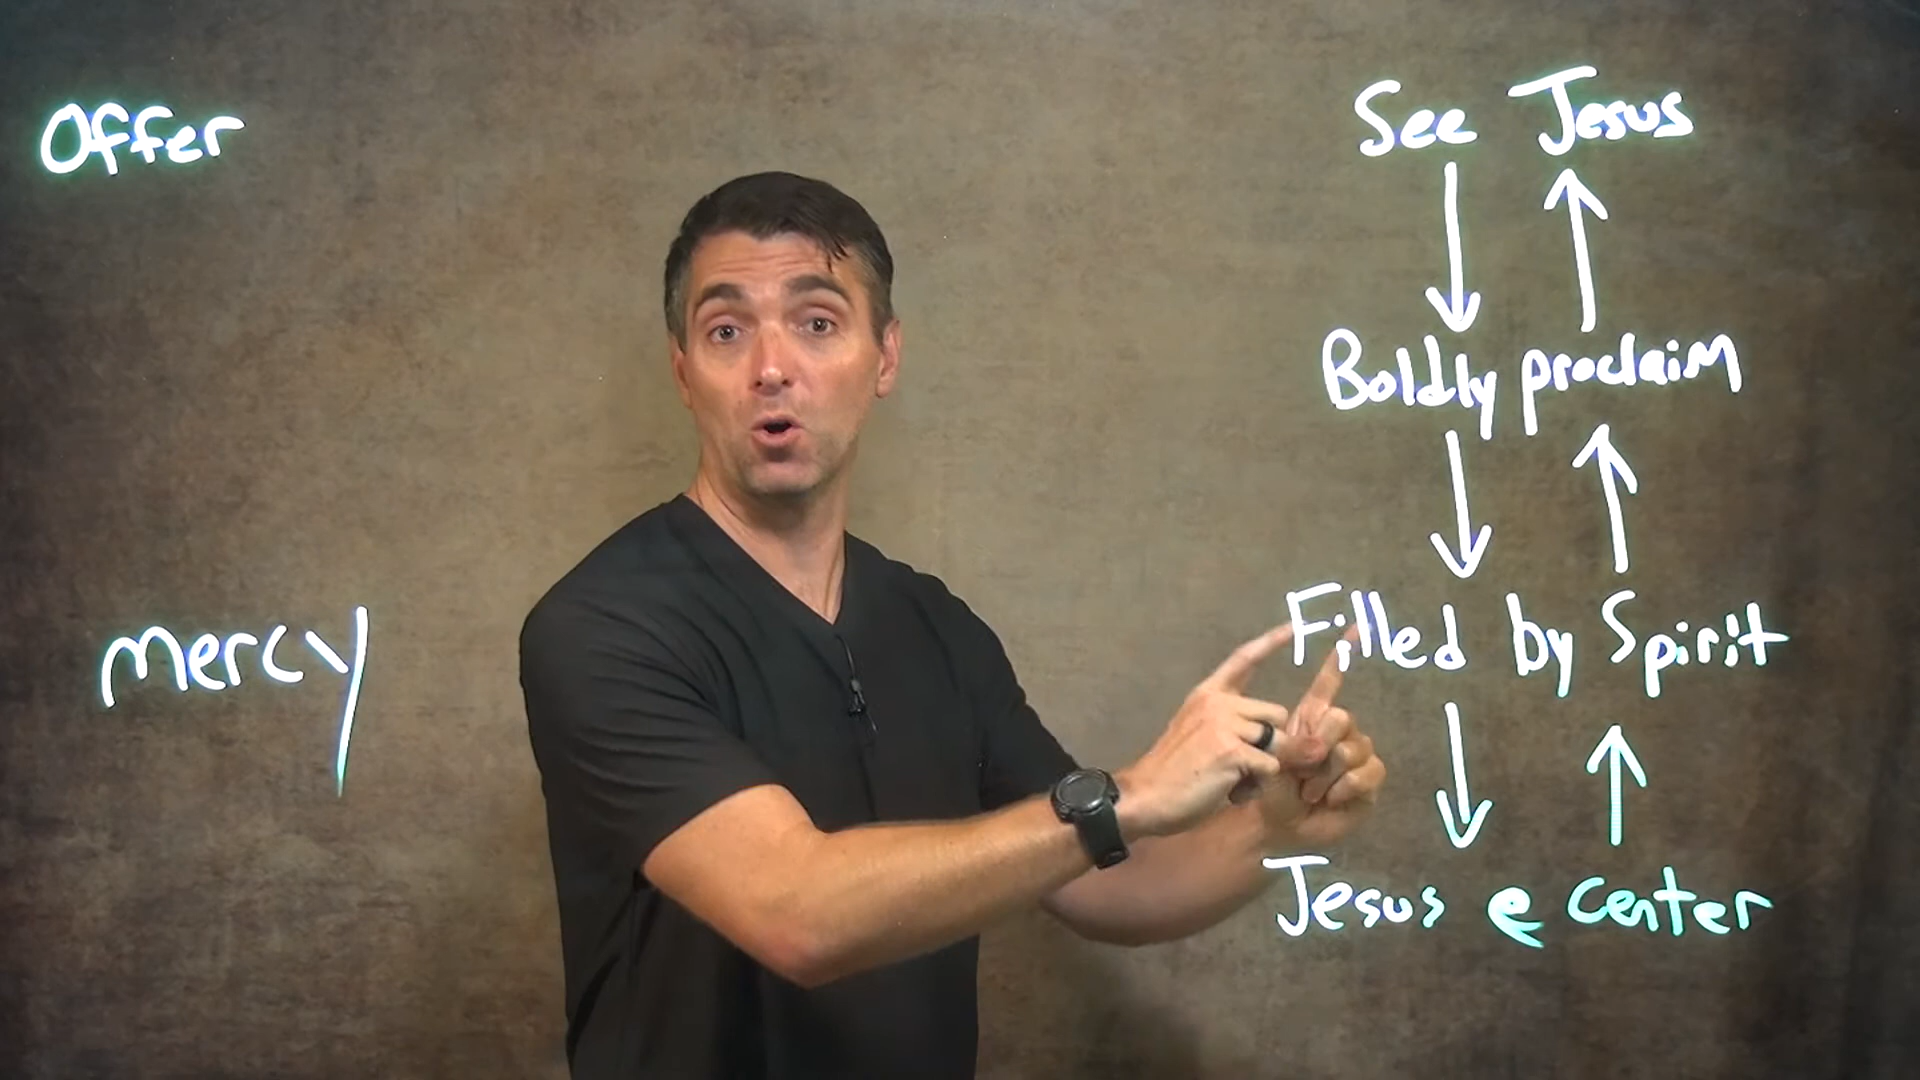 Offer
See Jesus
Boldly proclaim
Filled by Spirit
mercy
Jesus @ center